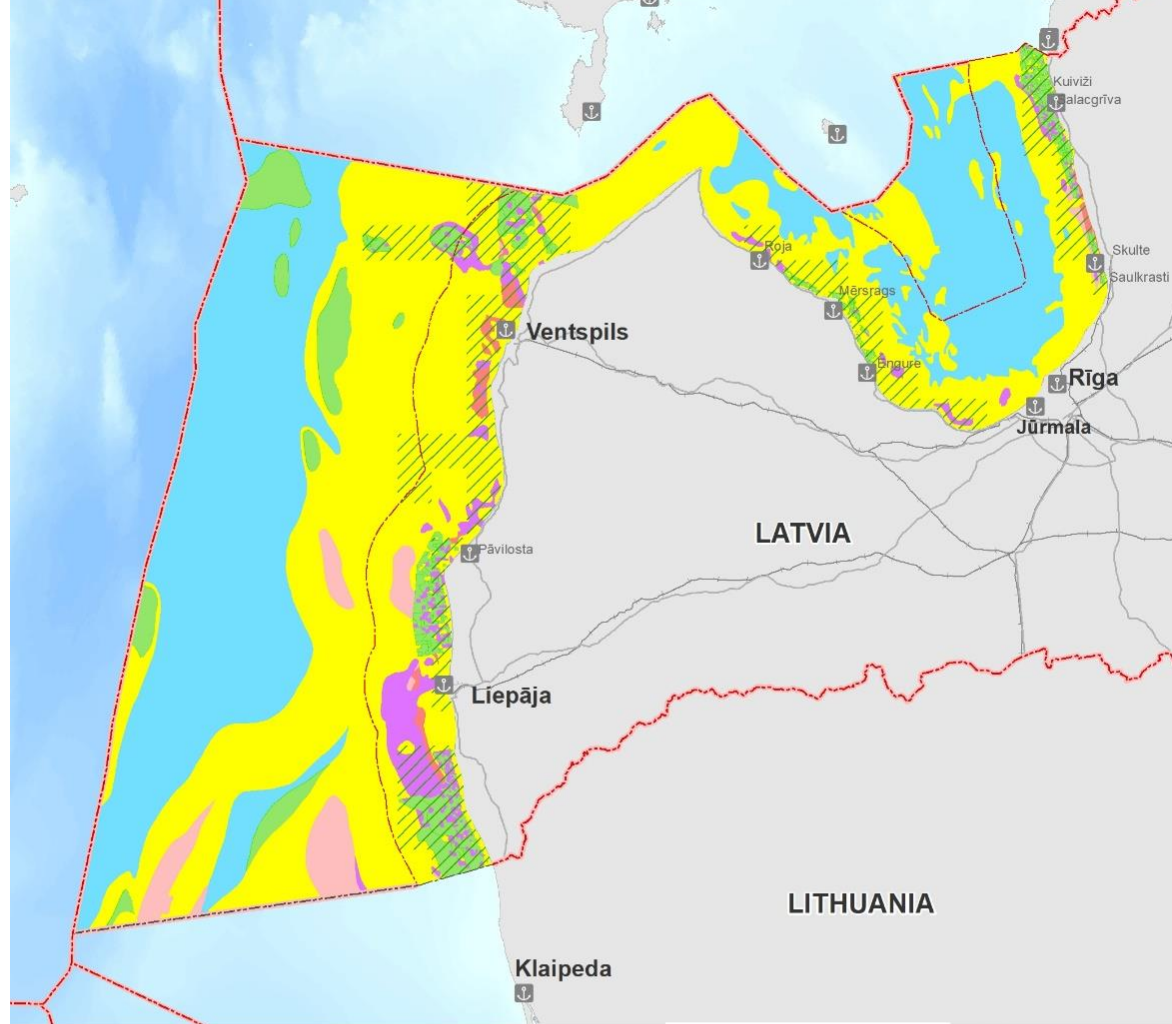 Kuiviži
Salacgrīva
Skulte
Saulkrasti
Roja
Mērsrags
Engure
Ventspils
Rīga
Jūrmala
LATVIA
Pāvilosta
Liepāja
LITHUANIA
Klaipeda